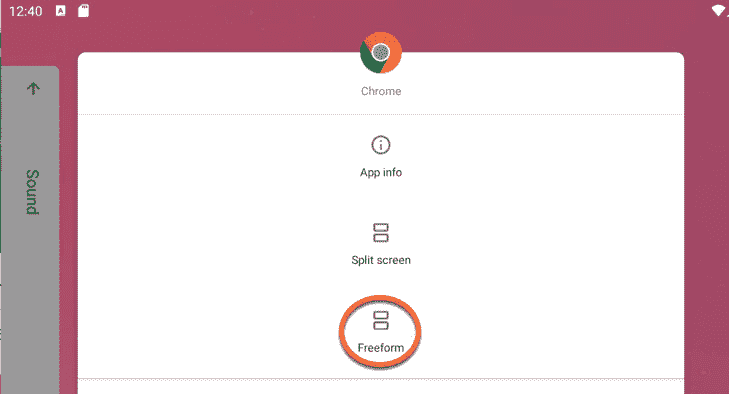 12:40
A
Chrome
Sound
App info
Split screen
Freeform